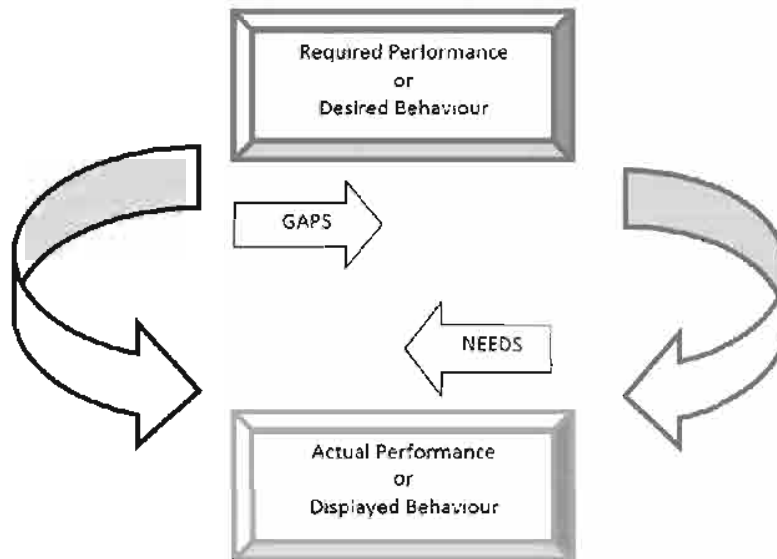 Required Performance
or
Desired Behaviour
GAPS
NEEDS
Actual Performance
or
Displayed Behaviour